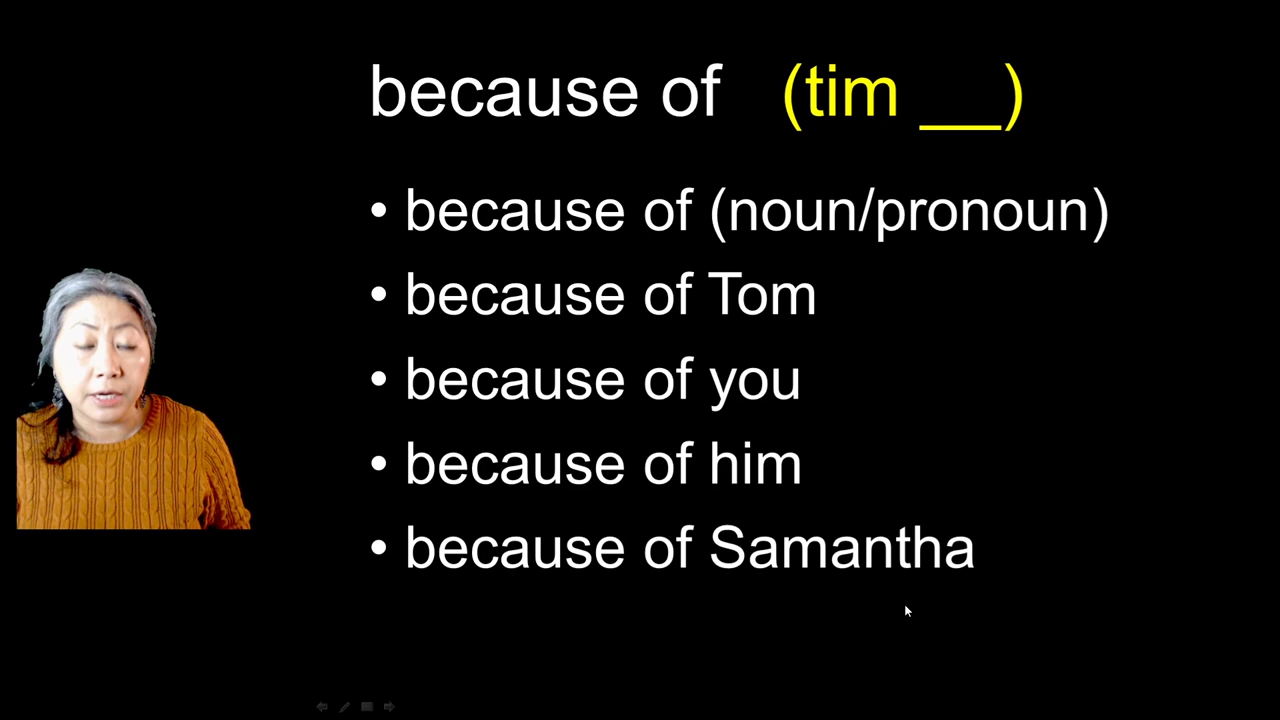 because of (tim __)
• because of (noun/pronoun)
• because of Tom
• because of you
• because of him
• because of Samantha